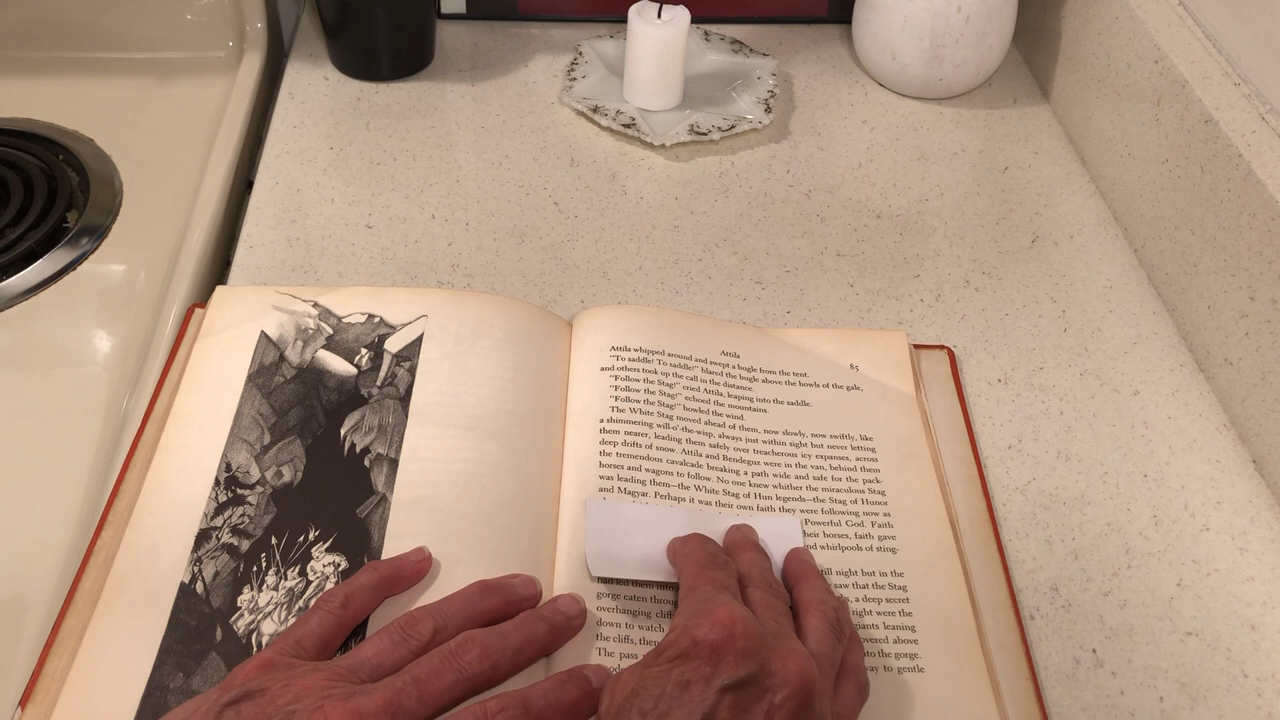 Attila
85
Attila whipped around and swept a bugle from the tent.
"To saddle! To saddle!" blared the bugle above the howls of the gale,
and others took up the call in the distance.
"Follow the Stag!" cried Attila, leaping into the saddle.
"Follow the Stag!" echoed the mountains.
"Follow the Stag!" howled the wind.
The White Stag moved ahead of them, now slowly, now swiftly, like
a shimmering will-o'-the-wisp, always just within sight but never letting
them nearer, leading them safely over treacherous icy expanses, across
deep drifts of snow. Attila and Bendeguz were in the van, behind them
the tremendous cavalcade breaking a path wide and safe for the pack-
horses and wagons to follow. No one knew whither the miraculous Stag
was leading them—the White Stag of Hun legends—the Stag of Hunor
and Magyar. Perhaps it was their own faith they were following now as
Powerful God. Faith
heir horses, faith gave
nd whirlpools of sting-
till night but in the
had led them into saw that the Stag
gorge eaten throu a deep secret
overhanging cliff right were the
down to watch giants leaning
the cliffs, then overed above
The pass nto the gorge.
way to gentle